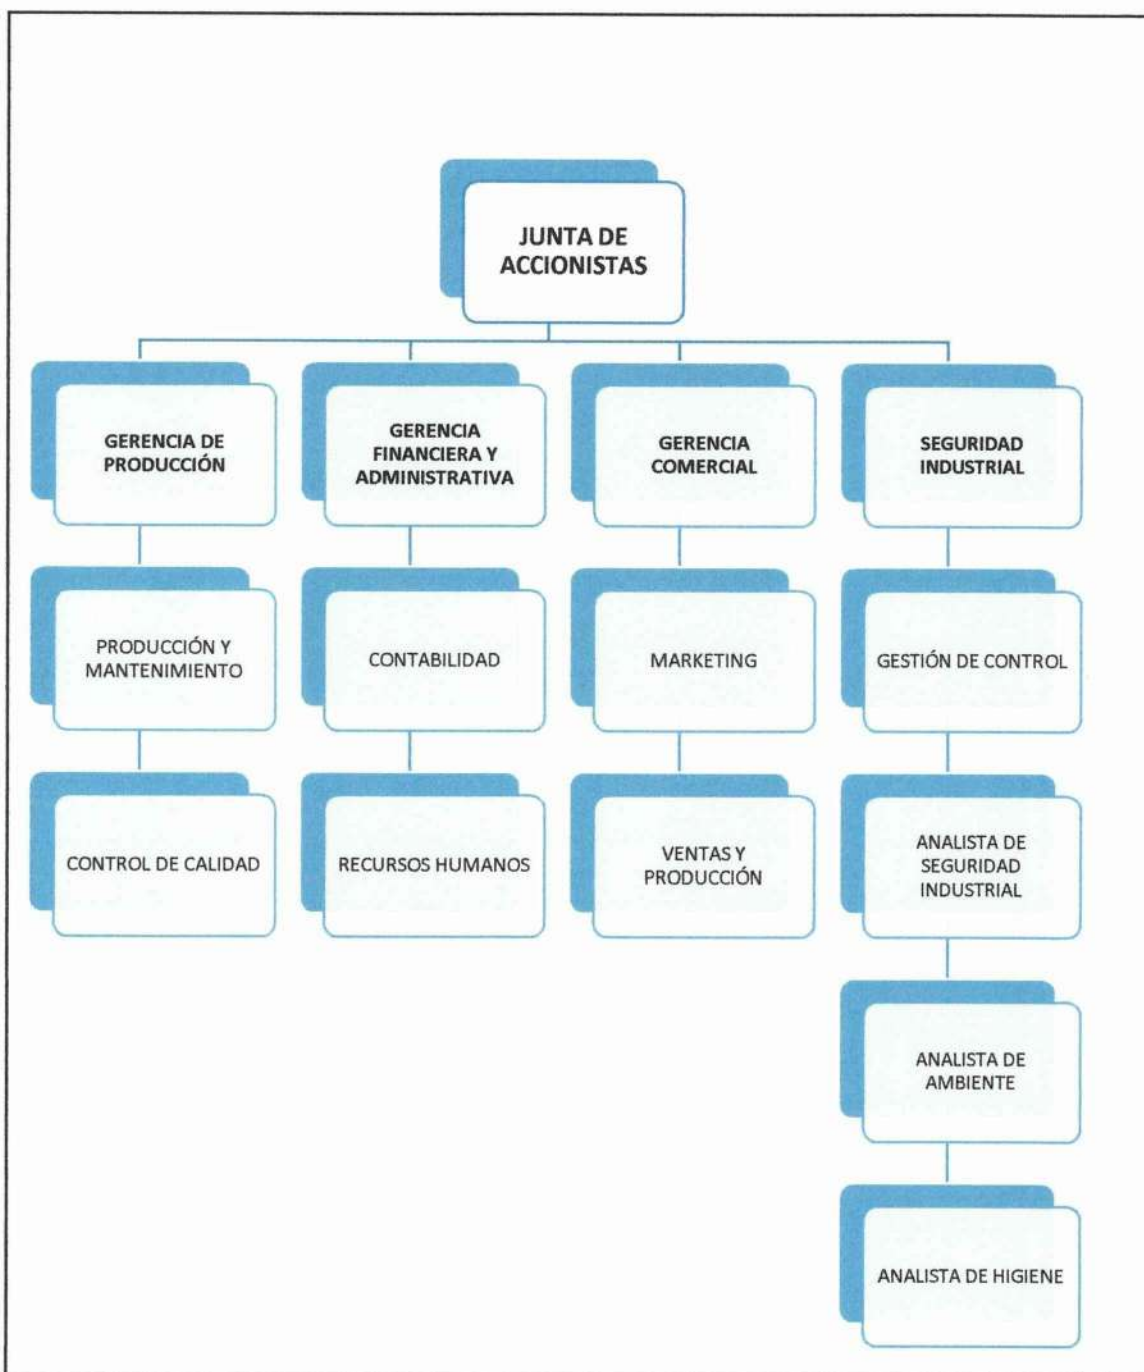 JUNTA DE
ACCIONISTAS
GERENCIA DE
PRODUCCIÓN
GERENCIA
FINANCIERA Y
ADMINISTRATIVA
GERENCIA
COMERCIAL
SEGURIDAD
INDUSTRIAL
PRODUCCIÓN Y
MANTENIMIENTO
CONTABILIDAD
MARKETING
GESTIÓN DE CONTROL
CONTROL DE CALIDAD
RECURSOS HUMANOS
VENTAS Y
PRODUCCIÓN
ANALISTA DE
SEGURIDAD
INDUSTRIAL
ANALISTA DE
AMBIENTE
ANALISTA DE HIGIENE